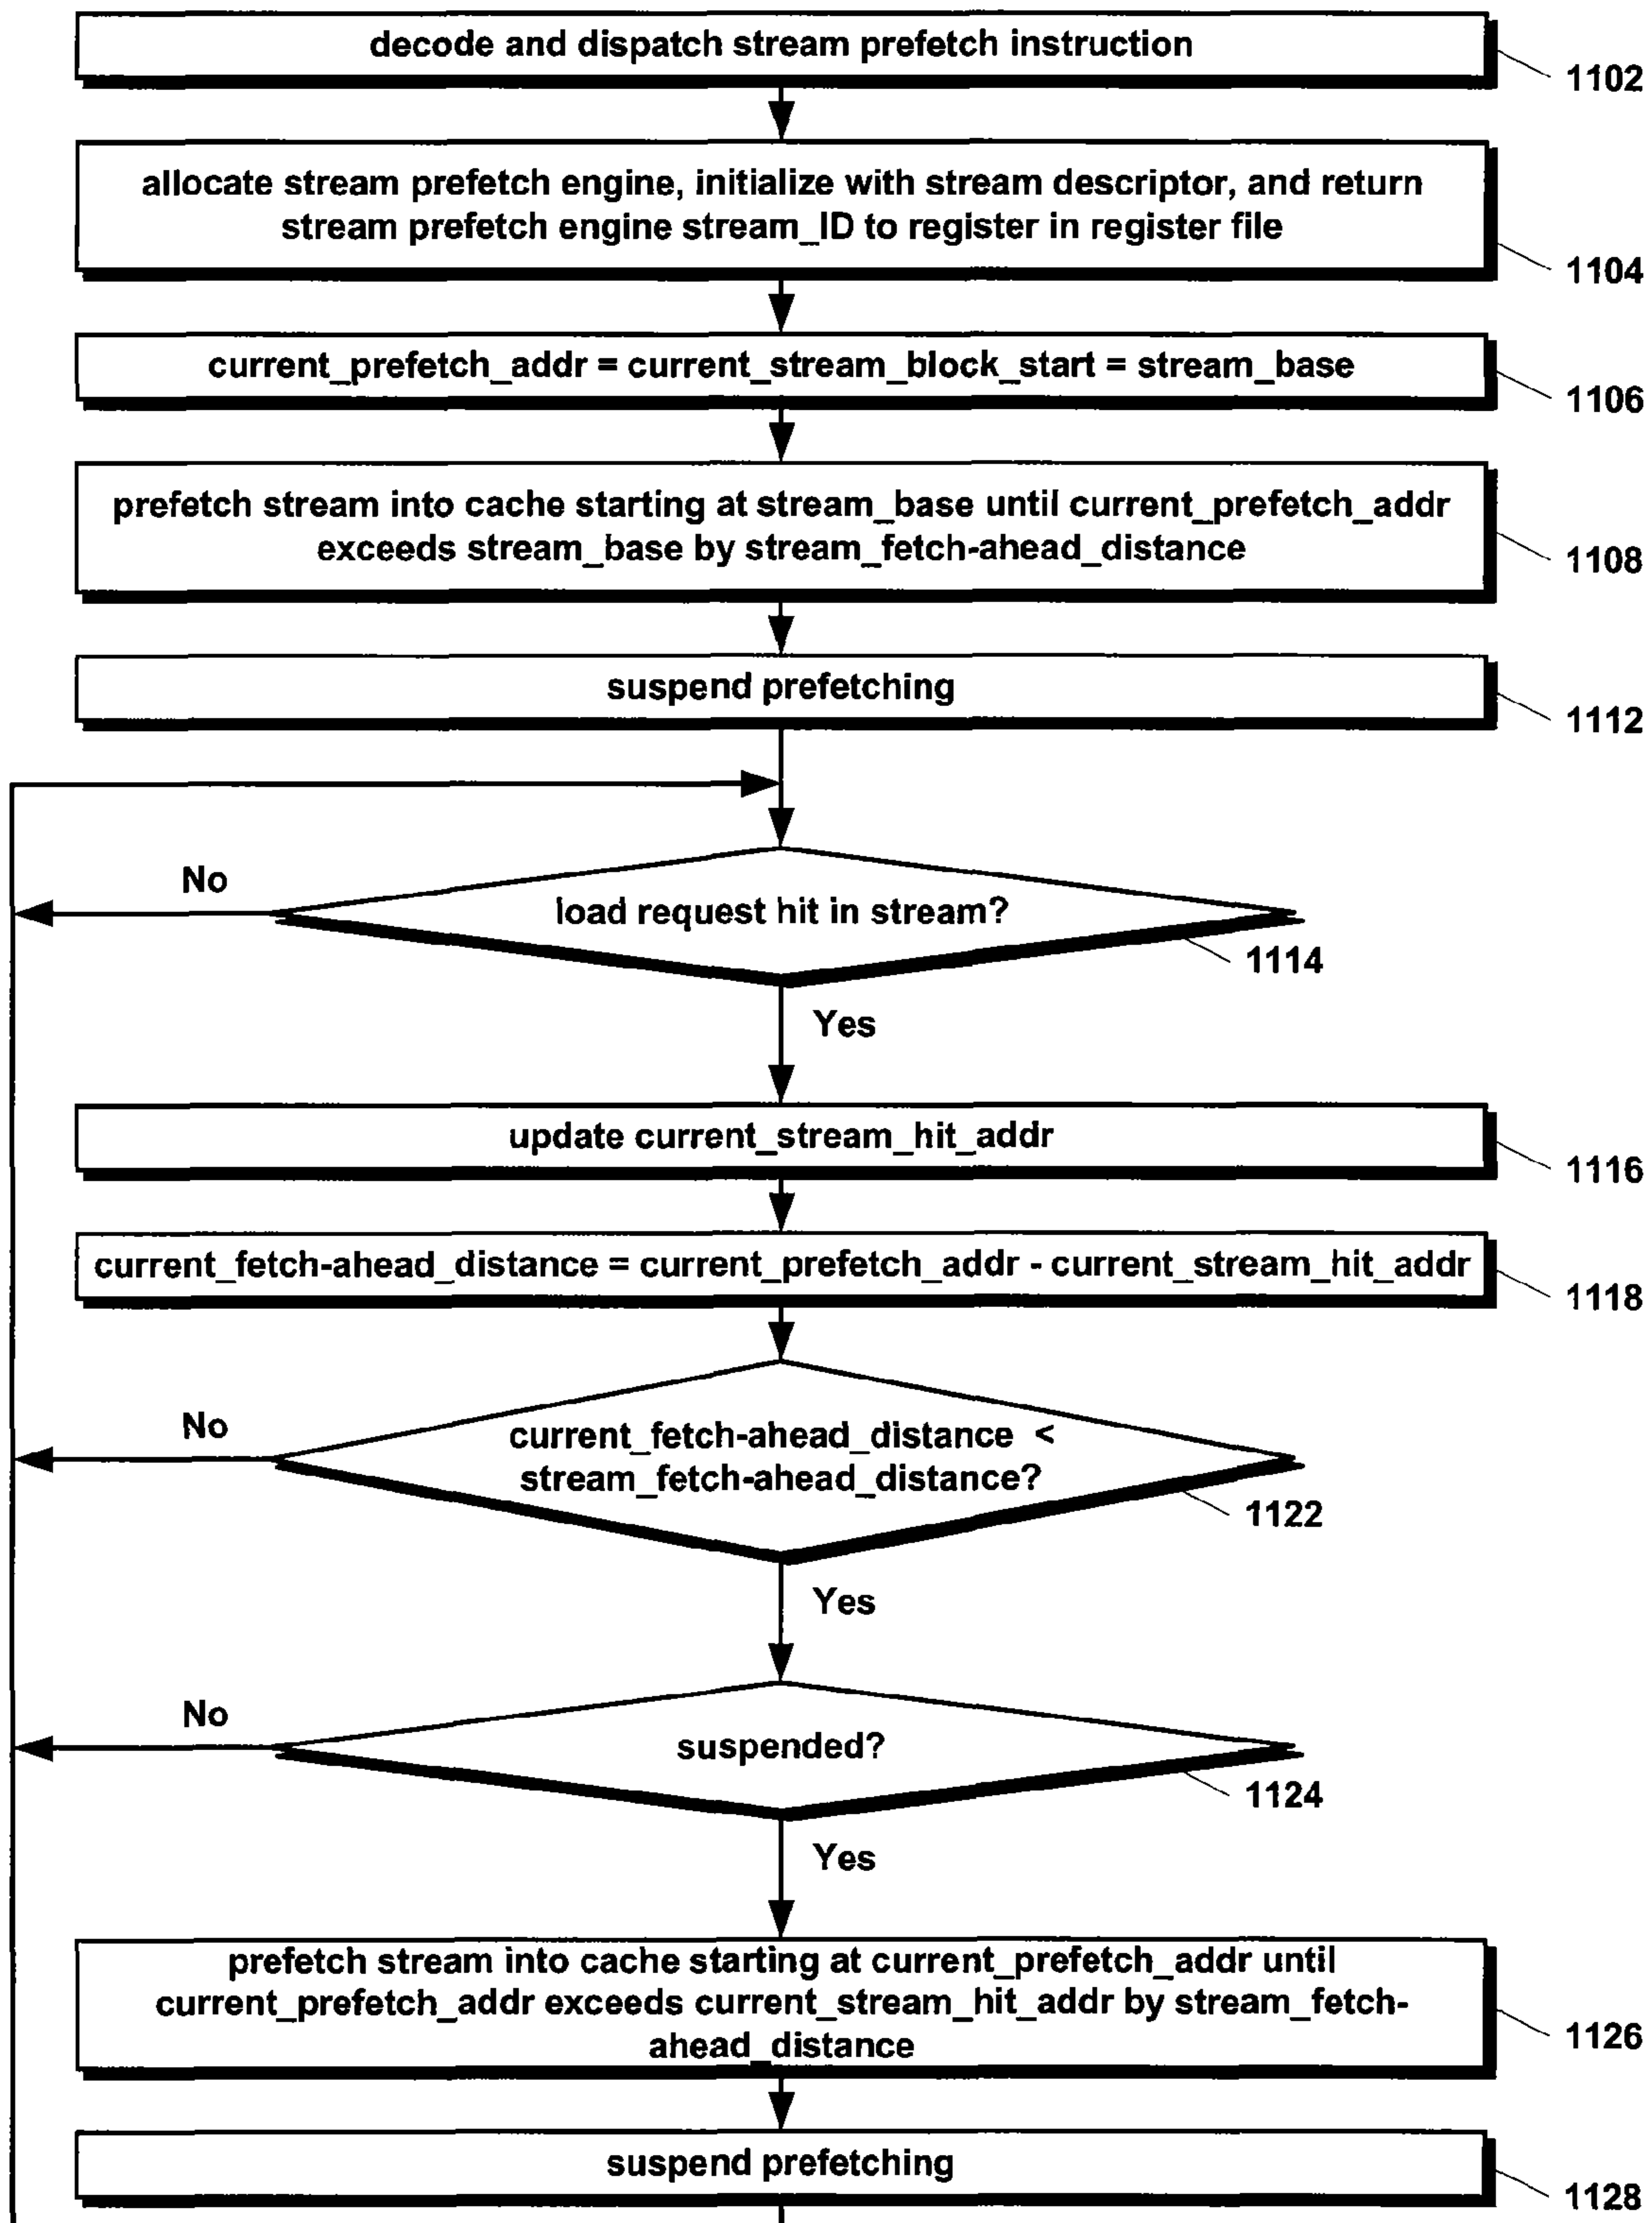 decode and dispatch stream prefetch instruction
1102
allocate stream prefetch engine, initialize with stream descriptor, and return
stream prefetch engine stream_ID to register in register file
1104
current_prefetch_addr = current_stream_block_start = stream_base
1106
prefetch stream into cache starting at stream_base until current_prefetch_addr
exceeds stream_base by stream_fetch-ahead_distance
1108
suspend prefetching
1112
No
load request hit in stream?
1114
Yes
update current_stream_hit_addr
1116
current_fetch-ahead_distance = current_prefetch_addr - current_stream_hit_addr
1118
No
current_fetch-ahead_distance <
stream_fetch-ahead_distance?
1122
Yes
No
suspended?
1124
Yes
prefetch stream into cache starting at current_prefetch_addr until
current_prefetch_addr exceeds current_stream_hit_addr by stream_fetch-
ahead_distance
1126
suspend prefetching
1128